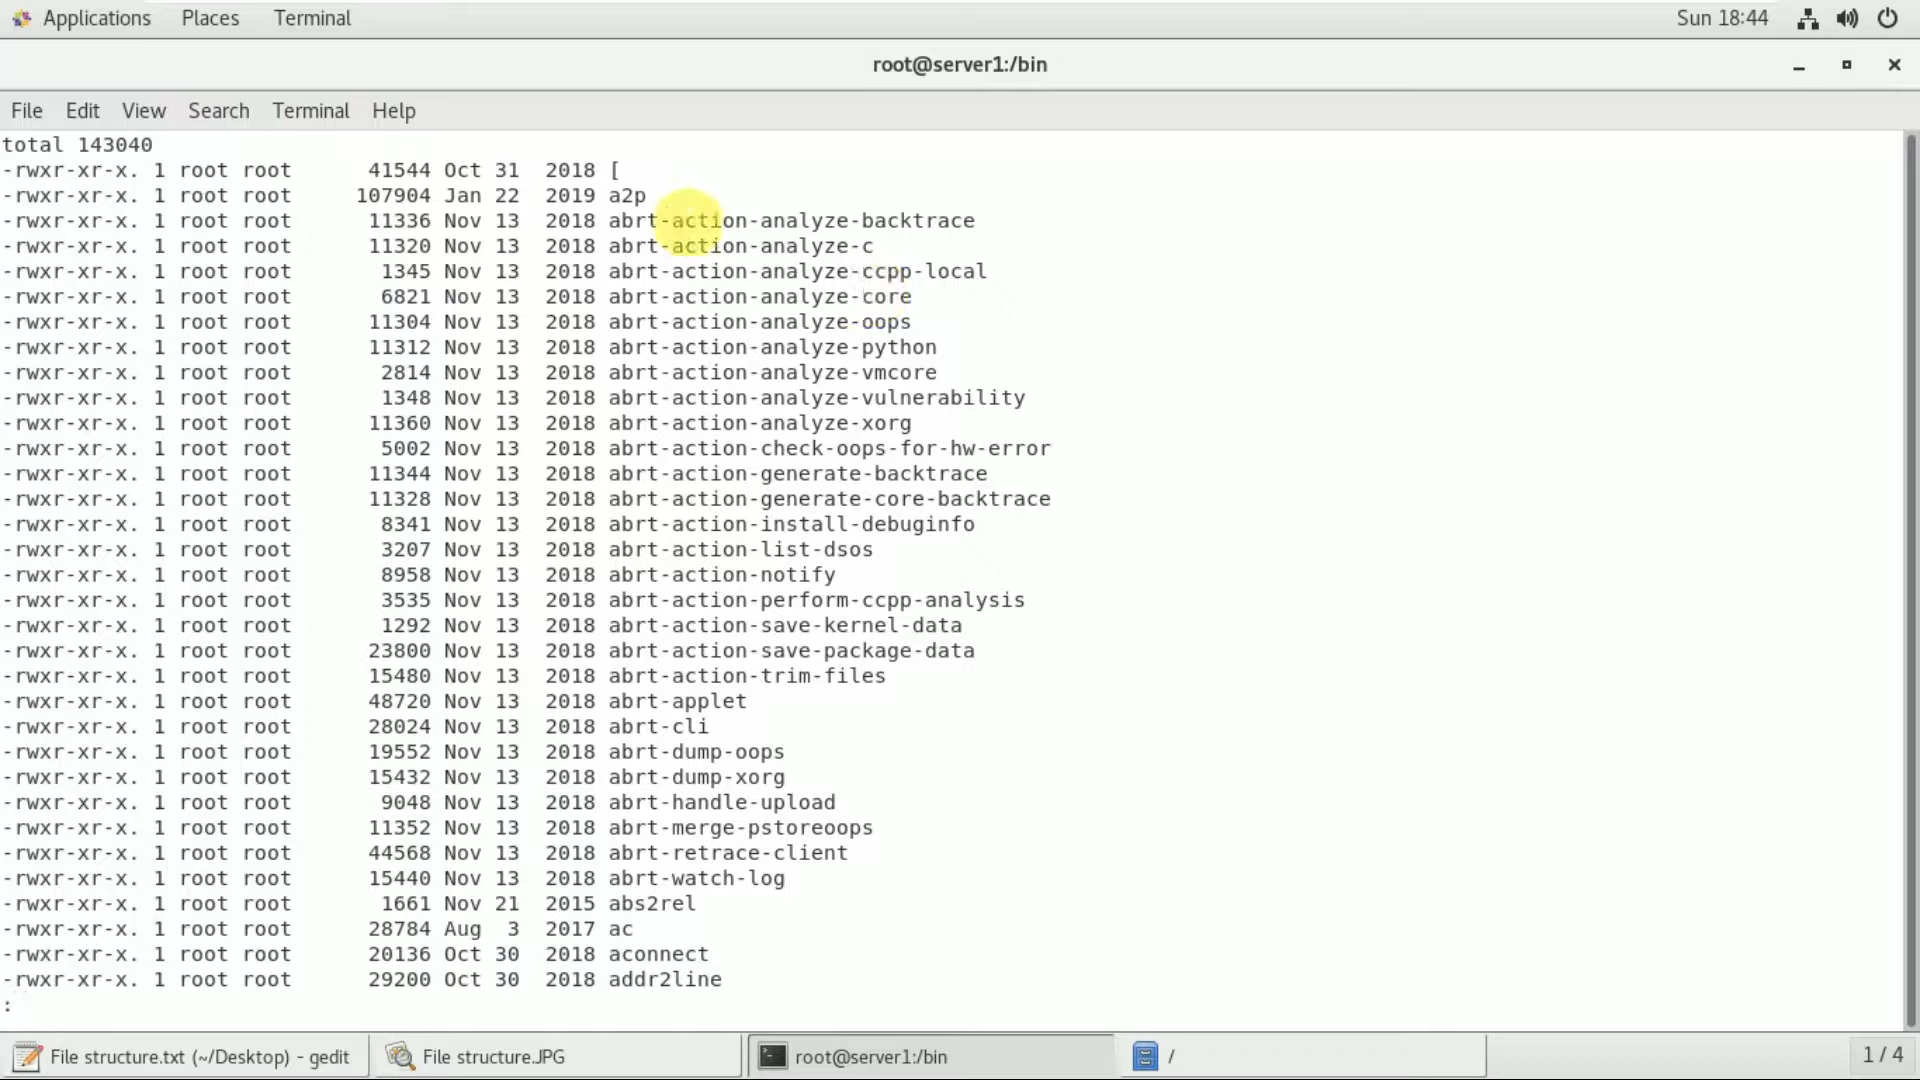 Applications Places Terminal Sun 18:44
root@server1:/bin
File Edit View Search Terminal Help
total 143040
-rwxr-xr-x. 1 root root      41544 Oct 31  2018 [
-rwxr-xr-x. 1 root root     107904 Jan 22  2019 a2p
-rwxr-xr-x. 1 root root      11336 Nov 13  2018 abrt-action-analyze-backtrace
-rwxr-xr-x. 1 root root      11320 Nov 13  2018 abrt-action-analyze-c
-rwxr-xr-x. 1 root root       1345 Nov 13  2018 abrt-action-analyze-ccpp-local
-rwxr-xr-x. 1 root root       6821 Nov 13  2018 abrt-action-analyze-core
-rwxr-xr-x. 1 root root      11304 Nov 13  2018 abrt-action-analyze-oops
-rwxr-xr-x. 1 root root      11312 Nov 13  2018 abrt-action-analyze-python
-rwxr-xr-x. 1 root root       2814 Nov 13  2018 abrt-action-analyze-vmcore
-rwxr-xr-x. 1 root root       1348 Nov 13  2018 abrt-action-analyze-vulnerability
-rwxr-xr-x. 1 root root      11360 Nov 13  2018 abrt-action-analyze-xorg
-rwxr-xr-x. 1 root root       5002 Nov 13  2018 abrt-action-check-oops-for-hw-error
-rwxr-xr-x. 1 root root      11344 Nov 13  2018 abrt-action-generate-backtrace
-rwxr-xr-x. 1 root root      11328 Nov 13  2018 abrt-action-generate-core-backtrace
-rwxr-xr-x. 1 root root       8341 Nov 13  2018 abrt-action-install-debuginfo
-rwxr-xr-x. 1 root root       3207 Nov 13  2018 abrt-action-list-dsos
-rwxr-xr-x. 1 root root       8958 Nov 13  2018 abrt-action-notify
-rwxr-xr-x. 1 root root       3535 Nov 13  2018 abrt-action-perform-ccpp-analysis
-rwxr-xr-x. 1 root root       1292 Nov 13  2018 abrt-action-save-kernel-data
-rwxr-xr-x. 1 root root      23800 Nov 13  2018 abrt-action-save-package-data
-rwxr-xr-x. 1 root root      15480 Nov 13  2018 abrt-action-trim-files
-rwxr-xr-x. 1 root root      48720 Nov 13  2018 abrt-applet
-rwxr-xr-x. 1 root root      28024 Nov 13  2018 abrt-cli
-rwxr-xr-x. 1 root root      19552 Nov 13  2018 abrt-dump-oops
-rwxr-xr-x. 1 root root      15432 Nov 13  2018 abrt-dump-xorg
-rwxr-xr-x. 1 root root       9048 Nov 13  2018 abrt-handle-upload
-rwxr-xr-x. 1 root root      11352 Nov 13  2018 abrt-merge-pstoreoops
-rwxr-xr-x. 1 root root      44568 Nov 13  2018 abrt-retrace-client
-rwxr-xr-x. 1 root root      15440 Nov 13  2018 abrt-watch-log
-rwxr-xr-x. 1 root root       1661 Nov 21  2015 abs2rel
-rwxr-xr-x. 1 root root      28784 Aug  3  2017 ac
-rwxr-xr-x. 1 root root      20136 Oct 30  2018 aconnect
-rwxr-xr-x. 1 root root      29200 Oct 30  2018 addr2line
:
File structure.txt (~/Desktop) - gedit File structure.JPG root@server1:/bin / 1 / 4